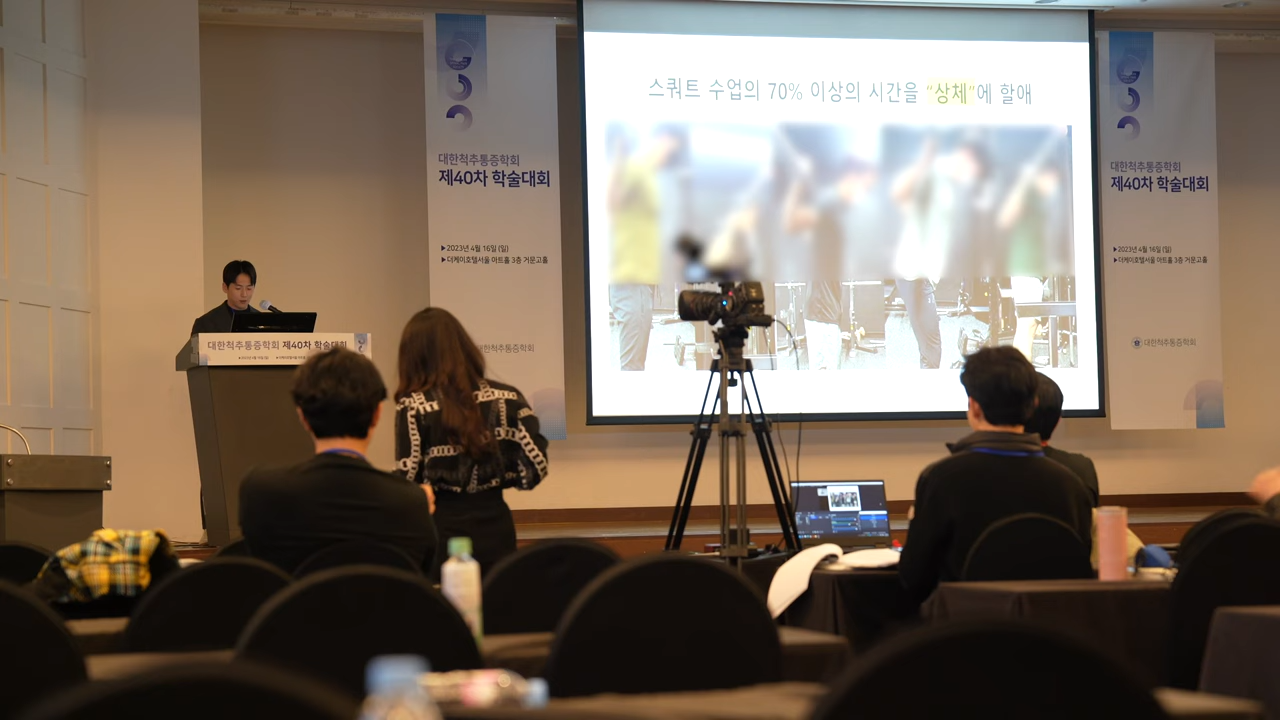 스쿼트 수업의 70% 이상의 시간을 "상체"에 할애
대한척추통증학회
제40차 학술대회
▶2023년 4월 16일 (일)
▶더케이호텔서울 아트홀 3층 거문고홀
대한척추통증학회
대한척추통증학회 제40차 학술대회
대한척추통증학회
제40차 학술대회
▶2023년 4월 16일 (일)
▶더케이호텔서울 아트홀 3층 거문고홀
대한척추통증학회